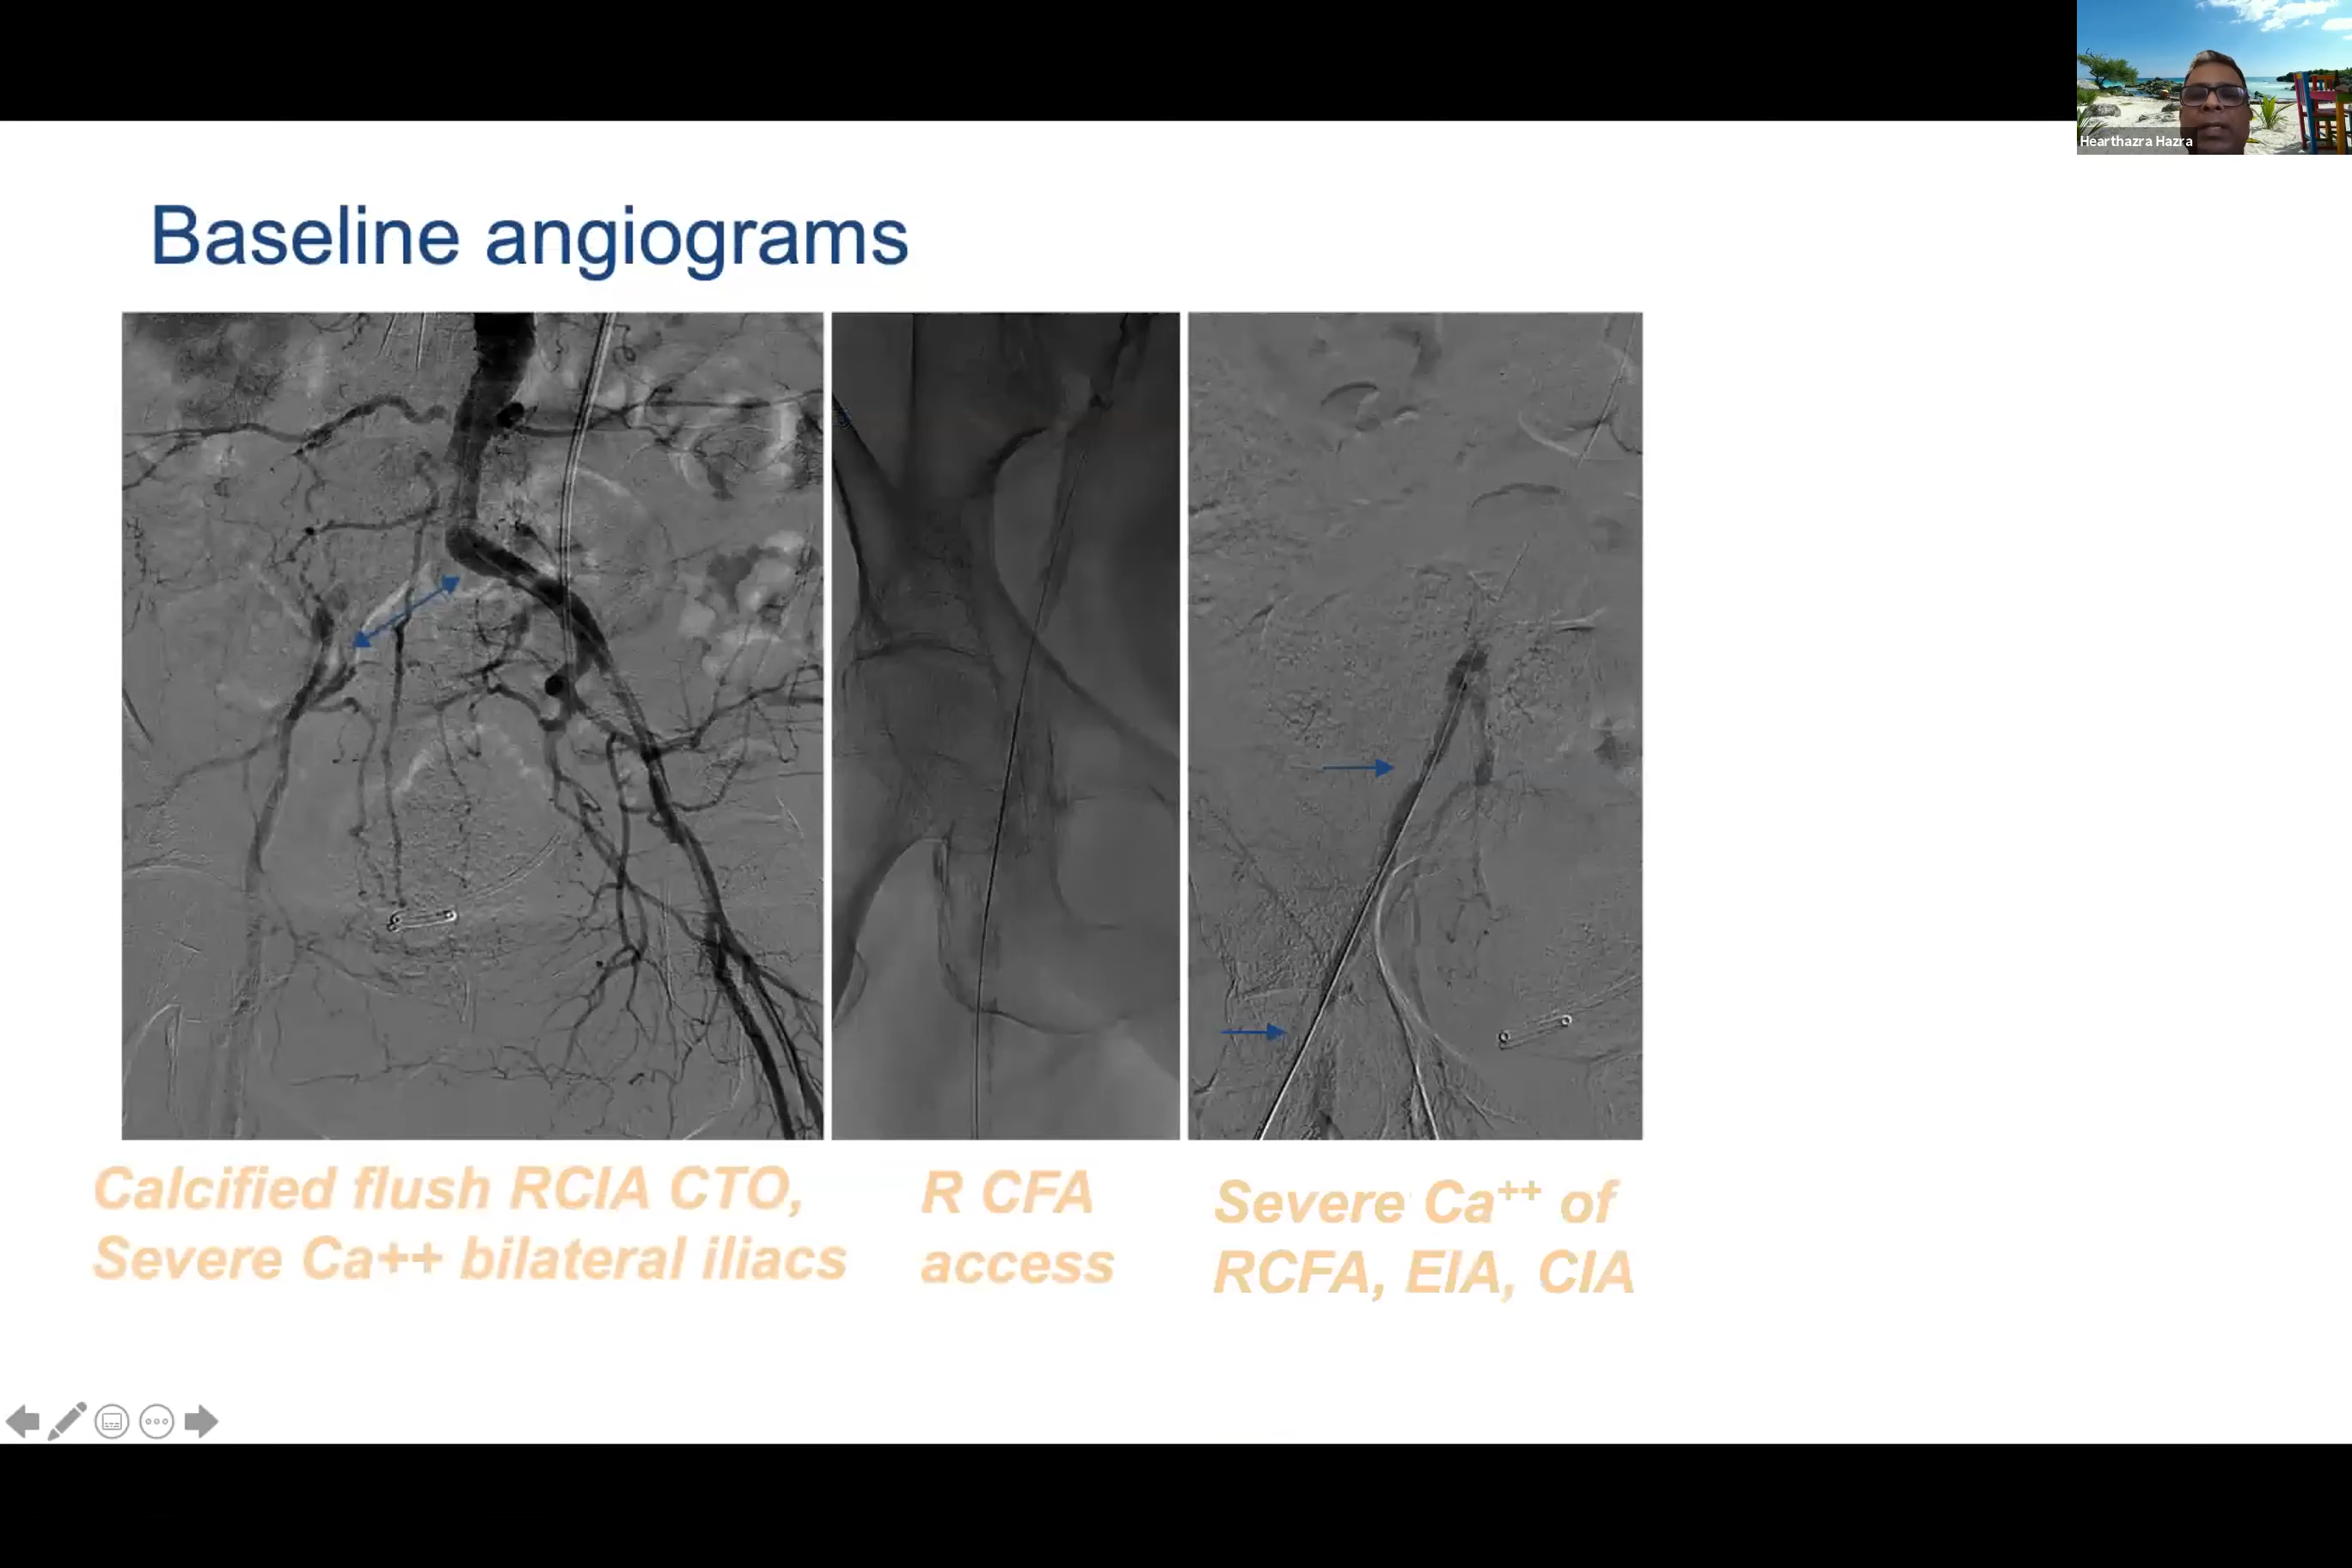 Hearthazra Hazra
Baseline angiograms
Calcified flush RCIA CTO,
Severe Ca++ bilateral iliacs
R CFA
access
Severe Ca++ of
RCFA, EIA, CIA